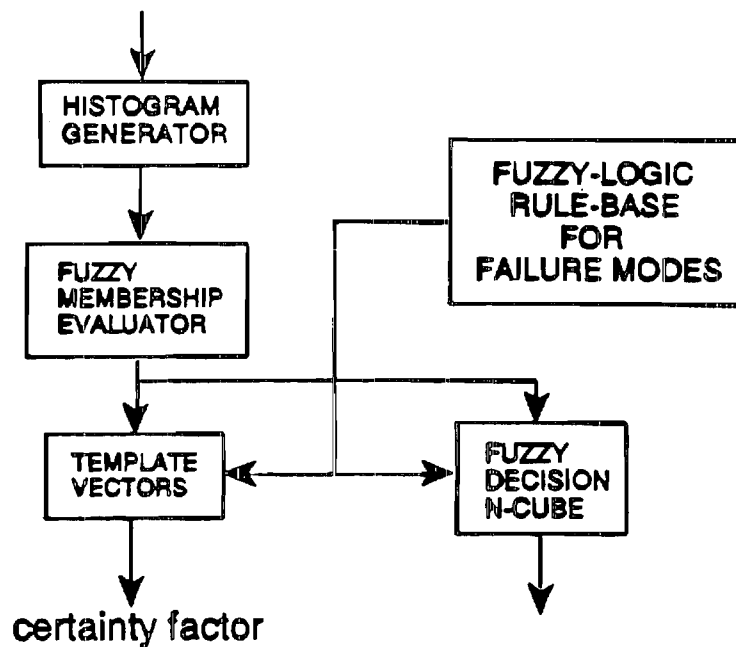 HISTOGRAM
GENERATOR
FUZZY-LOGIC
RULE-BASE
FOR
FAILURE MODES
FUZZY
MEMBERSHIP
EVALUATOR
TEMPLATE
VECTORS
FUZZY
DECISION
N-CUBE
certainty factor